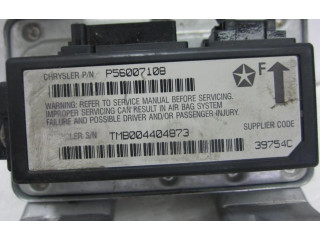 CHRYSLER P/N P56007108
F
WARNING: REFER TO SERVICE MANUAL BEFORE SERVICING.
IMPROPER SERVICING CAN RESULT IN AIR BAG SYSTEM
FAILURE AND POSSIBLE DRIVER AND/OR PASSENGER INJURY.
LER S/N TMB004404873
SUPPLIER CODE
39754C